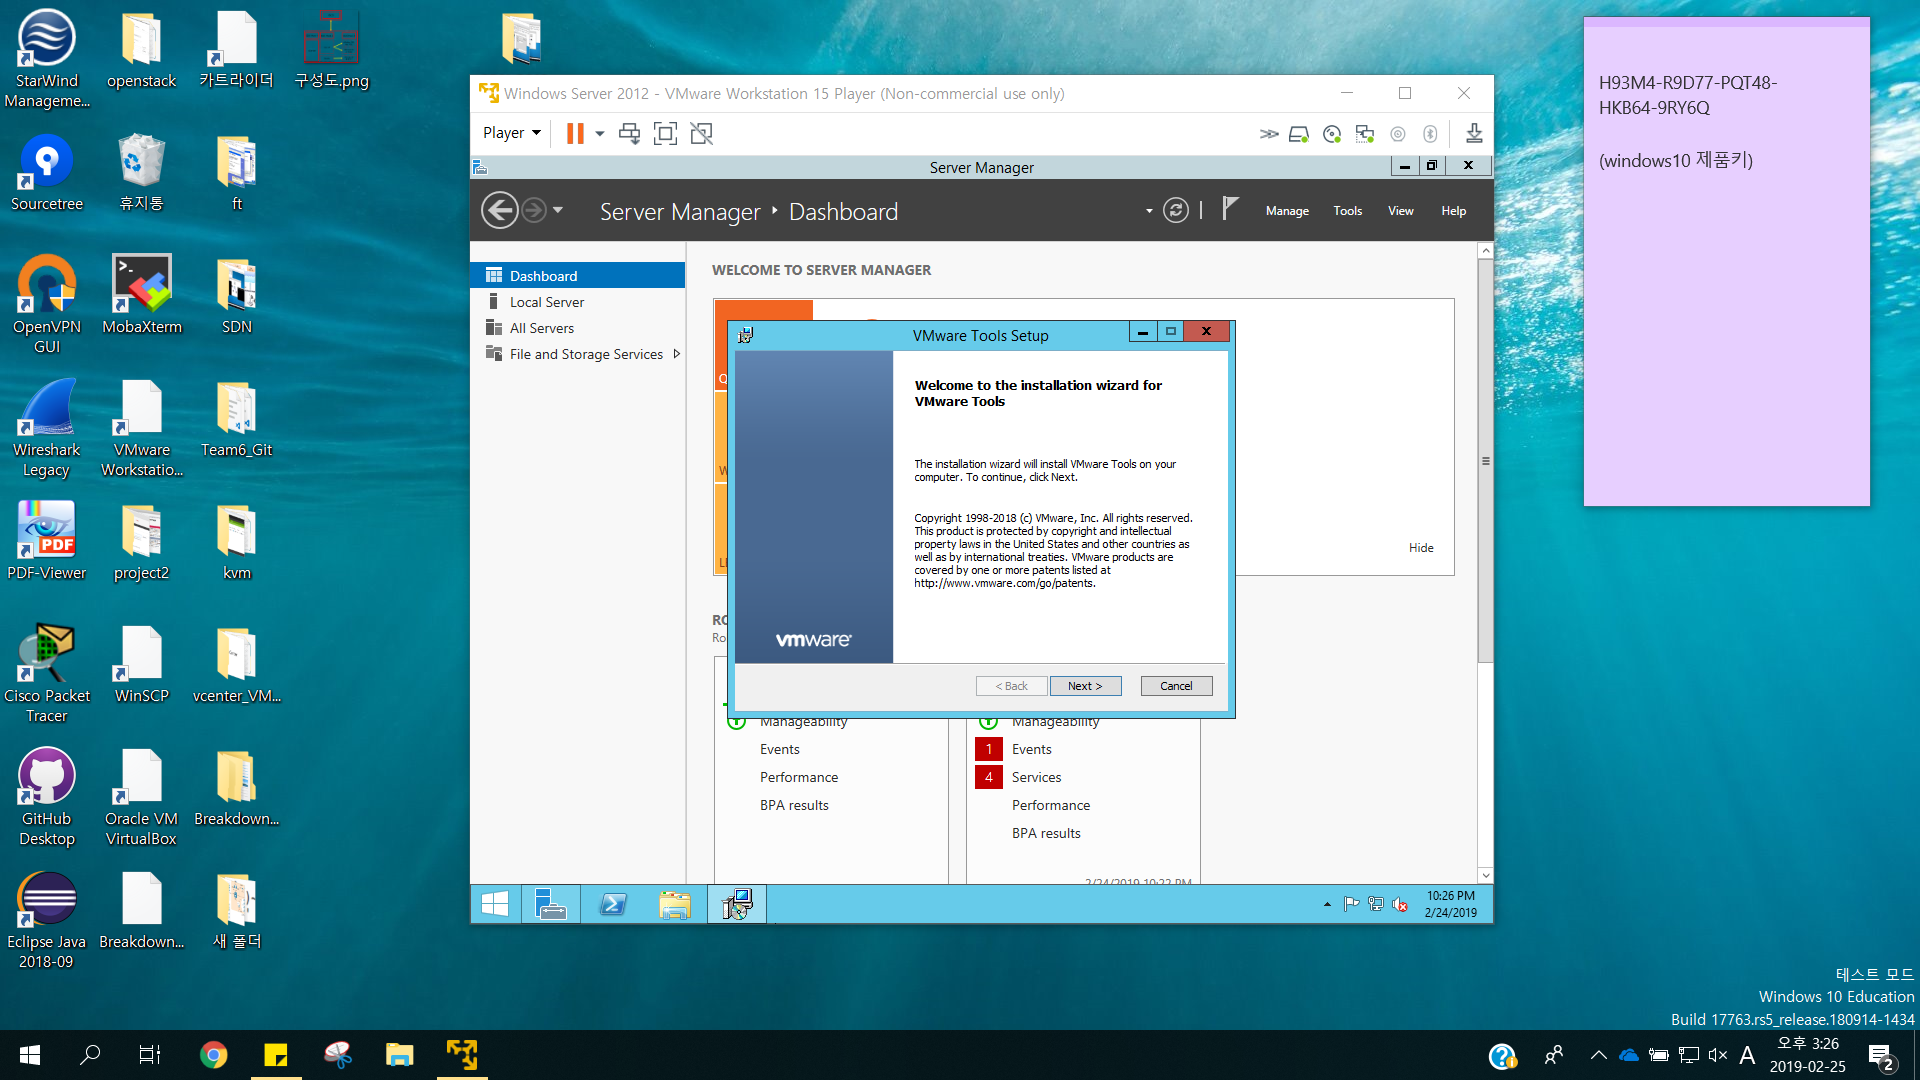 StarWind
Manageme...
openstack
카트라이더
구성도.png
Sourcetree
휴지통
ft
OpenVPN
GUI
MobaXterm
SDN
Wireshark
Legacy
VMware
Workstatio...
Team6_Git
PDF-Viewer
project2
kvm
Cisco Packet
Tracer
WinSCP
vcenter_VM...
GitHub
Desktop
Oracle VM
VirtualBox
Breakdown...
Eclipse Java
2018-09
Breakdown...
새 폴더
PDF
Windows Server 2012 - VMware Workstation 15 Player (Non-commercial use only)
Player
Server Manager
Server Manager Dashboard
Manage Tools View Help
Dashboard
Local Server
All Servers
File and Storage Services
WELCOME TO SERVER MANAGER
VMware Tools Setup
Welcome to the installation wizard for
VMware Tools
The installation wizard will install VMware Tools on your
computer. To continue, click Next.
Copyright 1998-2018 (c) VMware, Inc. All rights reserved.
This product is protected by copyright and intellectual
property laws in the United States and other countries as
well as by international treaties. VMware products are
covered by one or more patents listed at
http://www.vmware.com/go/patents.
vmware
< Back Next > Cancel
Hide
Manageability
Events
Performance
BPA results
Manageability
1 Events
4 Services
Performance
BPA results
2/24/2019 10:22 PM
10:26 PM
2/24/2019
H93M4-R9D77-PQT48-
HKB64-9RY6Q
(windows10 제품키)
테스트 모드
Windows 10 Education
Build 17763.rs5_release.180914-1434
A
오후 3:26
2019-02-25
2